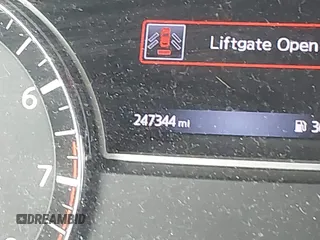 Liftgate Open
6
247344 mi
7
DREAMBID